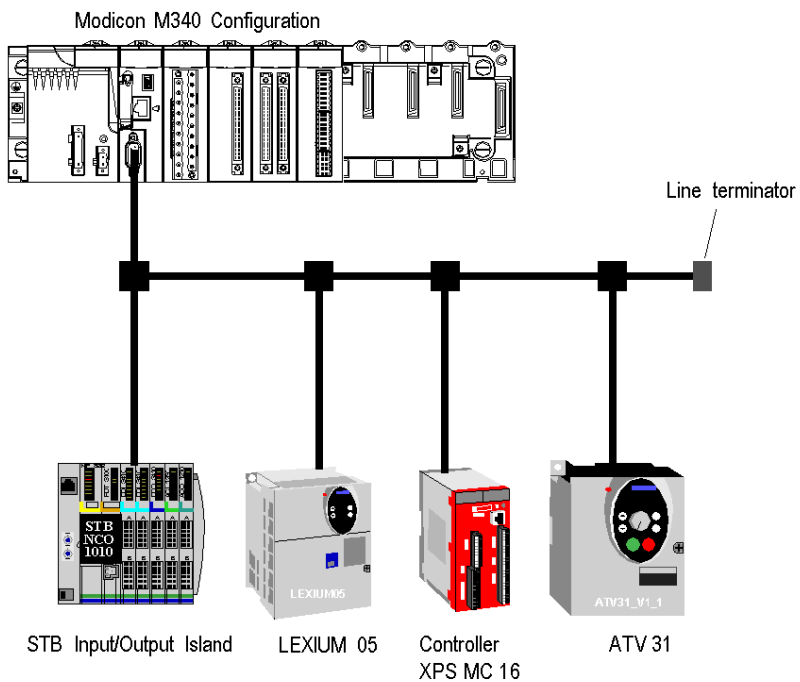 Modicon M340 Configuration
Line terminator
STB
NCO
1010
LEXIUM05
ATV31_V1_1
STB Input/Output Island
LEXIUM 05
Controller
XPS MC 16
ATV 31